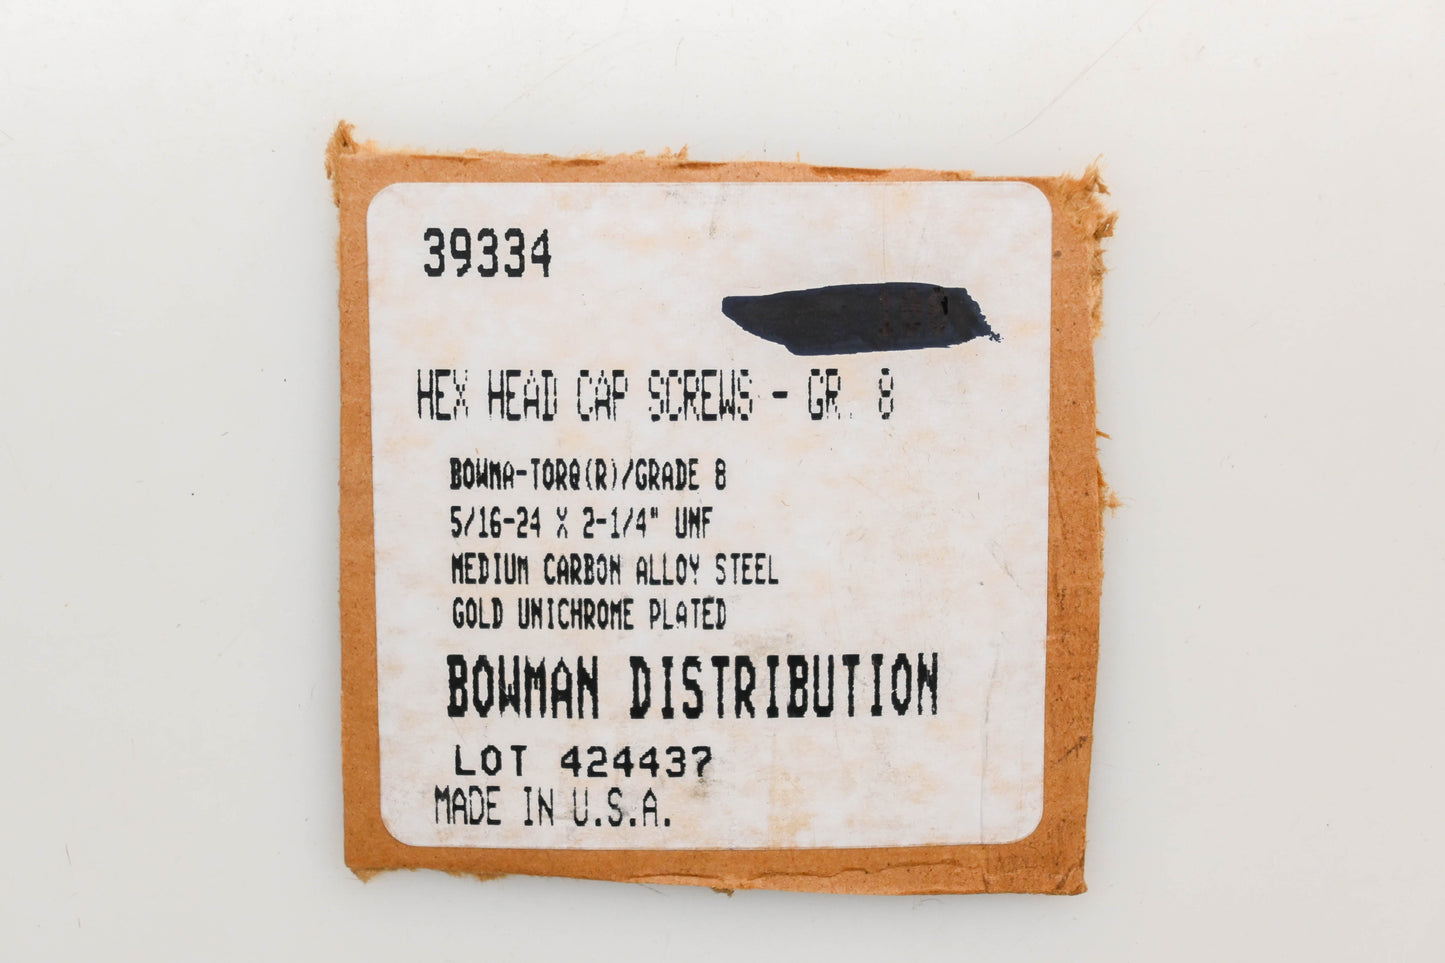 39334
HEX HEAD CAP SCREWS - GR. 8
BOWMA-TORQ(R)/GRADE 8
5/16-24 X 2-1/4" UNF
MEDIUM CARBON ALLOY STEEL
GOLD UNICHROME PLATED
BOWMAN DISTRIBUTION
LOT 424437
MADE IN U.S.A.